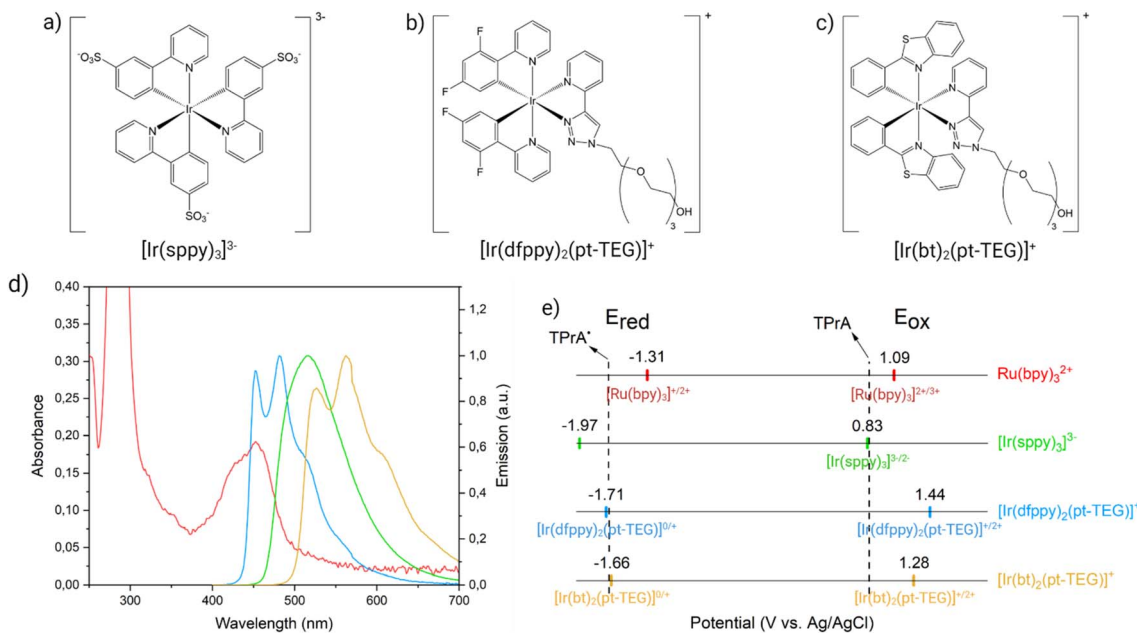 a)
3-
-O3S
SO3-
N
Ir
N
N
SO3-
[Ir(sppy)3]3-
b)
+
F
F
N
N
Ir
F
N
N
N
N
F
O
OH
3
[Ir(dfppy)2(pt-TEG)]+
c)
+
S
N
N
Ir
N
N
N
N
S
O
OH
3
[Ir(bt)2(pt-TEG)]+
d)
Absorbance
0,40
0,35
0,30
0,25
0,20
0,15
0,10
0,05
0,00
300 400 500 600 700
Wavelength (nm)
1,2
1,0
0,8
0,6
0,4
0,2
0,0
Emission (a.u.)
e)
Ered
Eox
TPrA•
TPrA
-1.31
1.09
Ru(bpy)32+
[Ru(bpy)3]+/2+
[Ru(bpy)3]2+/3+
-1.97
0.83
[Ir(sppy)3]3-
[Ir(sppy)3]3-/2-
-1.71
1.44
[Ir(dfppy)2(pt-TEG)]+
[Ir(dfppy)2(pt-TEG)]0/+
[Ir(dfppy)2(pt-TEG)]+/2+
-1.66
1.28
[Ir(bt)2(pt-TEG)]+
[Ir(bt)2(pt-TEG)]0/+
[Ir(bt)2(pt-TEG)]+/2+
Potential (V vs. Ag/AgCl)